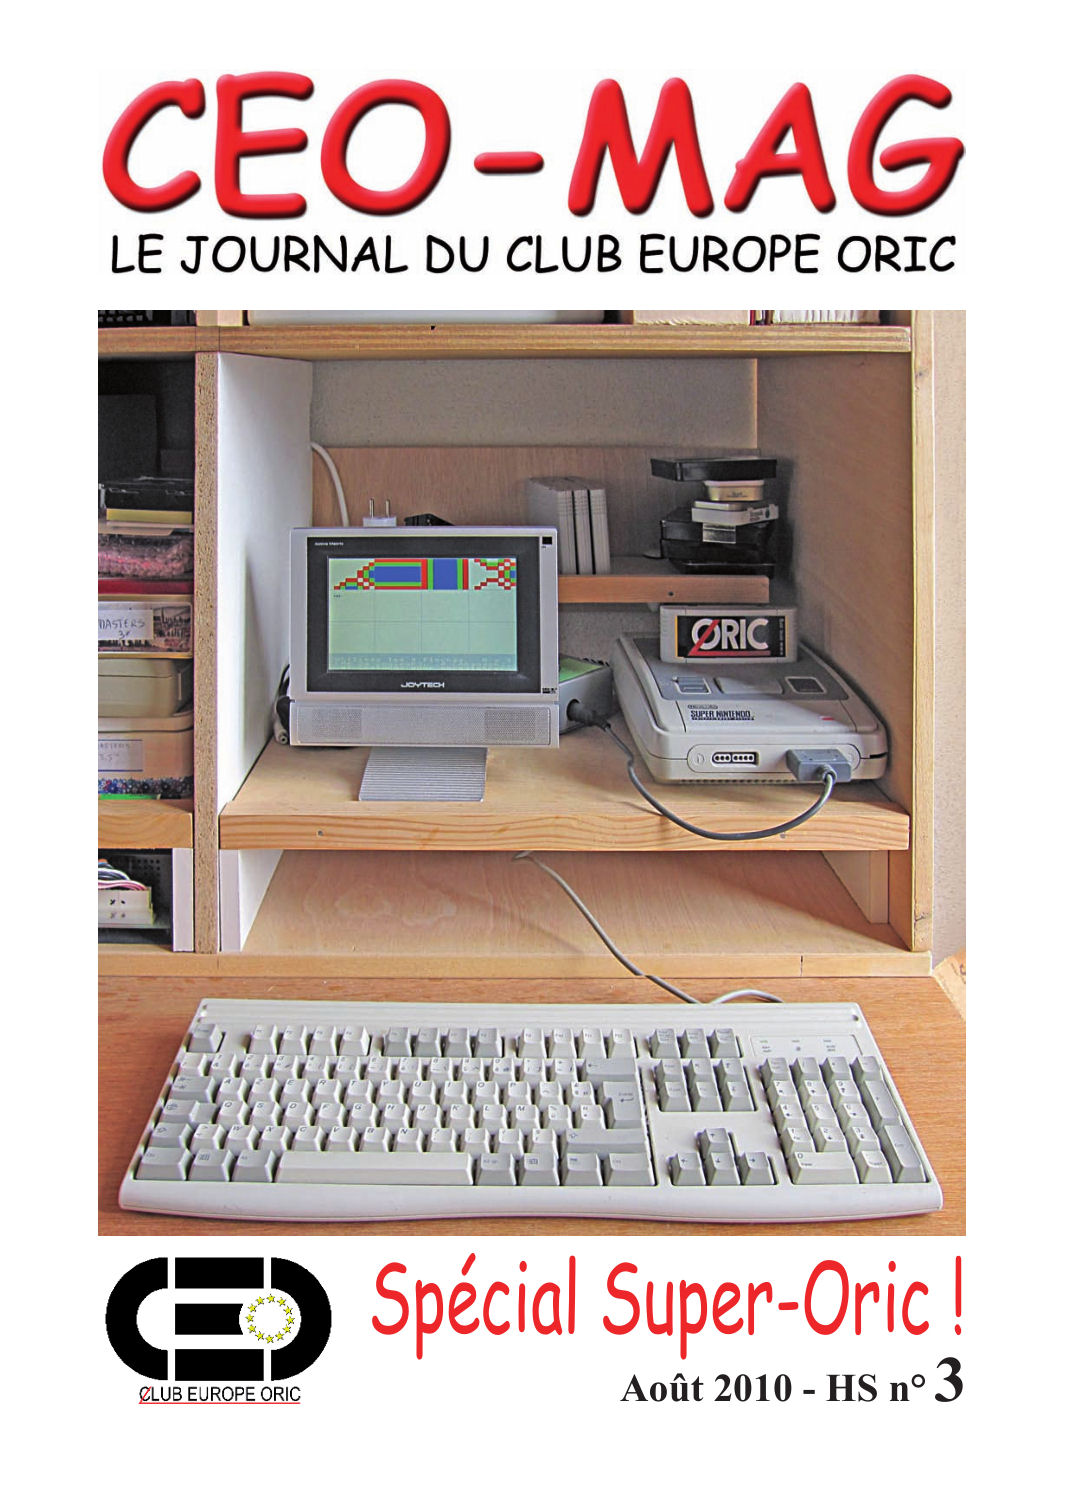 CEO-MAG
LE JOURNAL DU CLUB EUROPE ORIC
MASTERS
JOYTECH
ORIC
SUPER NINTENDO
A Z E R T Y U I O P
Q S D F G H J K L M
W X C V B N
CLUB EUROPE ORIC
Spécial Super-Oric !
Août 2010 - HS n° 3